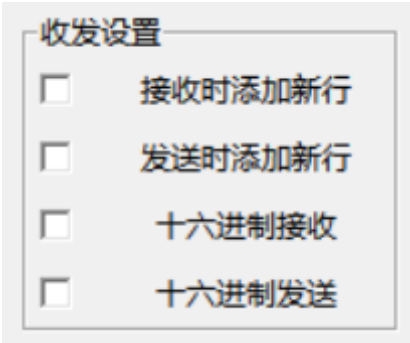 收发设置
接收时添加新行
发送时添加新行
十六进制接收
十六进制发送